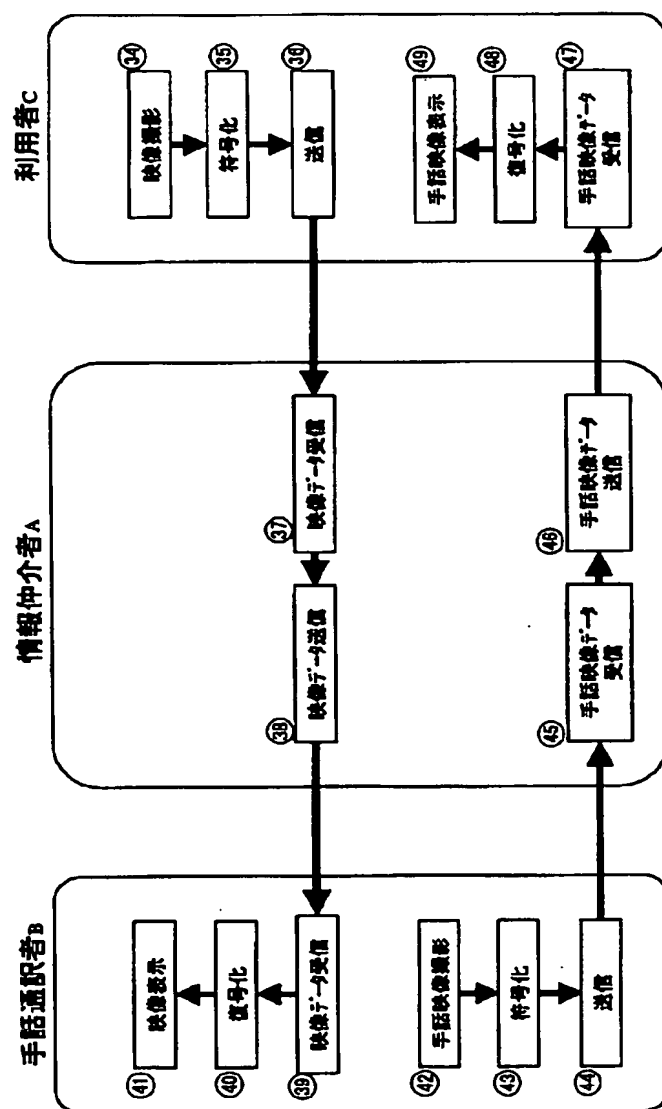 手話通訳者B
㊶
映像表示
㊵
復号化
㊴
映像データ受信
㊷
手話映像撮影
㊸
符号化
㊹
送信
情報仲介者A
㊲
映像データ受信
㊳
映像データ送信
㊺
手話映像データ
受信
㊻
手話映像データ
送信
利用者C
㉞
映像撮影
㉟
符号化
㊱
送信
㊾
手話映像表示
㊽
復号化
㊼
手話映像データ
受信